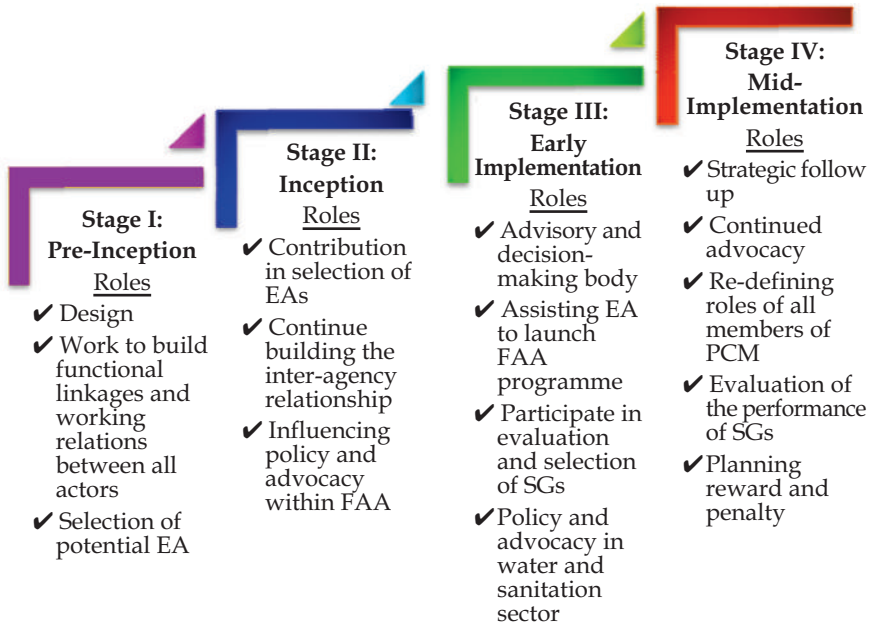 Stage I:
Pre-Inception
Roles
✔ Design
✔ Work to build
functional
linkages and
working
relations
between all
actors
✔ Selection of
potential EA
Stage II:
Inception
Roles
✔ Contribution
in selection of
EAs
✔ Continue
building the
inter-agency
relationship
✔ Influencing
policy and
advocacy
within FAA
Stage III:
Early
Implementation
Roles
✔ Advisory and
decision-
making body
✔ Assisting EA
to launch
FAA
programme
✔ Participate in
evaluation
and selection
of SGs
✔ Policy and
advocacy in
water and
sanitation
sector
Stage IV:
Mid-
Implementation
Roles
✔ Strategic follow
up
✔ Continued
advocacy
✔ Re-defining
roles of all
members of
PCM
✔ Evaluation of
the performance
of SGs
✔ Planning
reward and
penalty